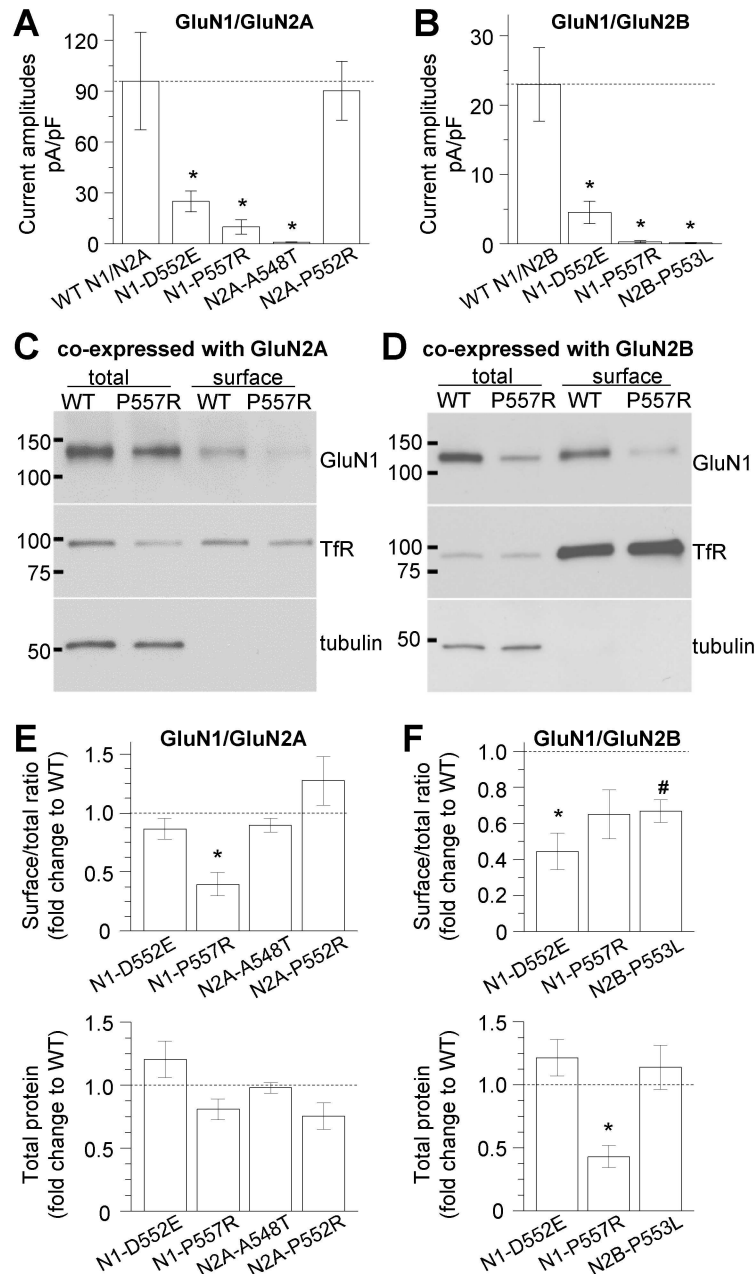 A
GluN1/GluN2A
Current amplitudes
pA/pF
120
90
60
30
0
*
*
*
WT N1/N2A
N1-D552E
N1-P557R
N2A-A548T
N2A-P552R
B
GluN1/GluN2B
Current amplitudes
pA/pF
30
20
10
0
*
*
*
WT N1/N2B
N1-D552E
N1-P557R
N2B-P553L
C co-expressed with GluN2A
total surface
WT P557R WT P557R
150
100
GluN1
100
75
TfR
50
tubulin
D co-expressed with GluN2B
total surface
WT P557R WT P557R
150
100
GluN1
100
75
TfR
50
tubulin
E
GluN1/GluN2A
Surface/total ratio
(fold change to WT)
1.5
1.0
0.5
0
*
N1-D552E
N1-P557R
N2A-A548T
N2A-P552R
Total protein
(fold change to WT)
1.5
1.0
0.5
0
N1-D552E
N1-P557R
N2A-A548T
N2A-P552R
F
GluN1/GluN2B
Surface/total ratio
(fold change to WT)
1.0
0.8
0.6
0.4
0.2
0
*
#
N1-D552E
N1-P557R
N2B-P553L
Total protein
(fold change to WT)
1.5
1.0
0.5
0
*
N1-D552E
N1-P557R
N2B-P553L